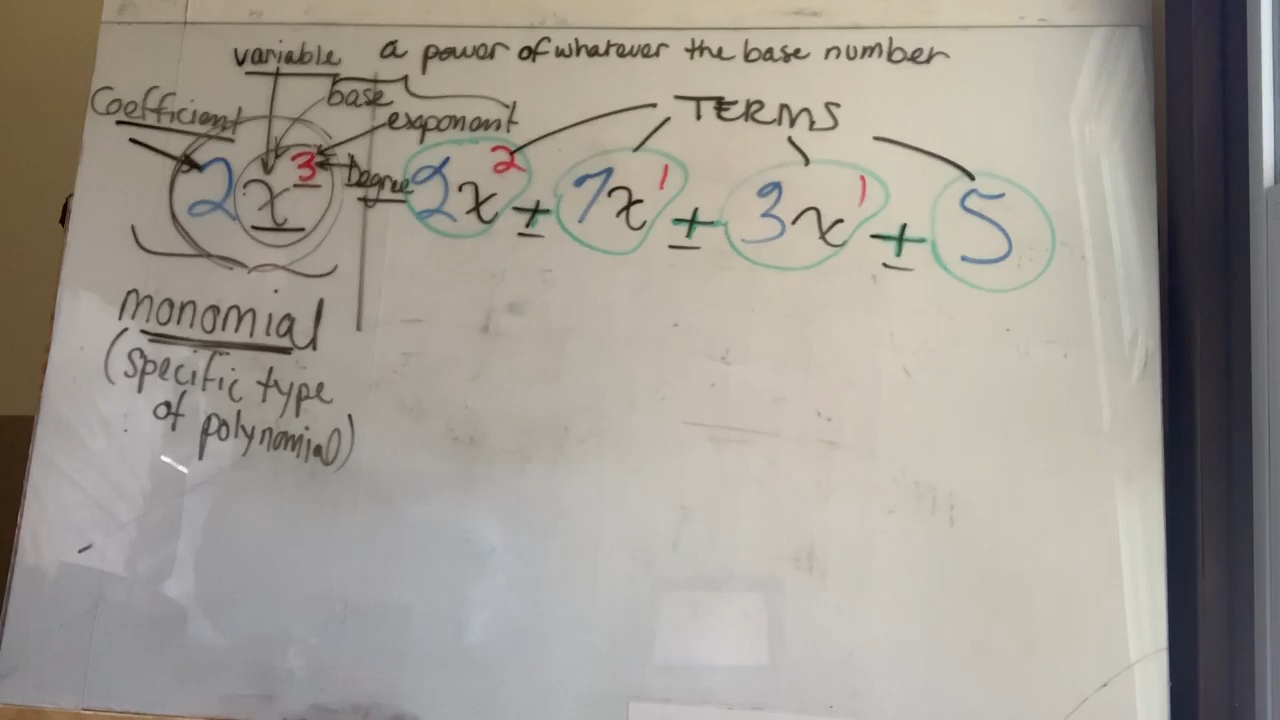 variable a power of whatever the base number
Coefficient base exponent TERMS
2x³ Degree 2x² + 7x¹ + 3x¹ + 5
monomial
(specific type
of polynomial)